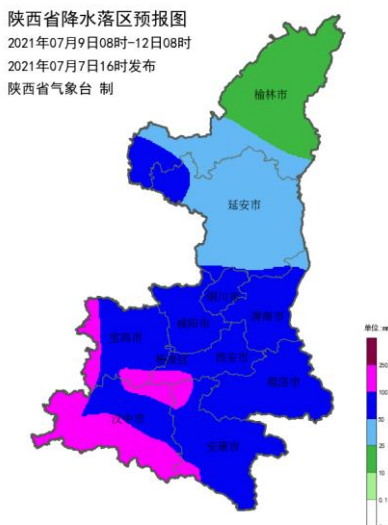 陕西省降水落区预报图
2021年07月9日08时-12日08时
2021年07月7日16时发布
陕西省气象台 制
榆林市
延安市
铜川市
咸阳市
渭南市
宝鸡市
杨凌区
西安市
商洛市
汉中市
安康市
单位:mm
250
100
50
25
10
0.1